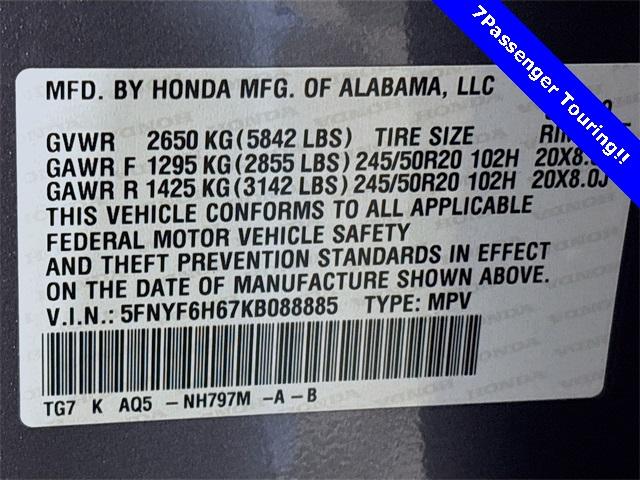 7Passenger Touring!!
MFD. BY HONDA MFG. OF ALABAMA, LLC
GVWR 2650 KG (5842 LBS) TIRE SIZE RIM
GAWR F 1295 KG (2855 LBS) 245/50R20 102H 20X8.
GAWR R 1425 KG (3142 LBS) 245/50R20 102H 20X8.0J
THIS VEHICLE CONFORMS TO ALL APPLICABLE
FEDERAL MOTOR VEHICLE SAFETY
AND THEFT PREVENTION STANDARDS IN EFFECT
ON THE DATE OF MANUFACTURE SHOWN ABOVE.
V.I.N.: 5FNYF6H67KB088885 TYPE: MPV
TG7 K AQ5 -NH797M -A-B